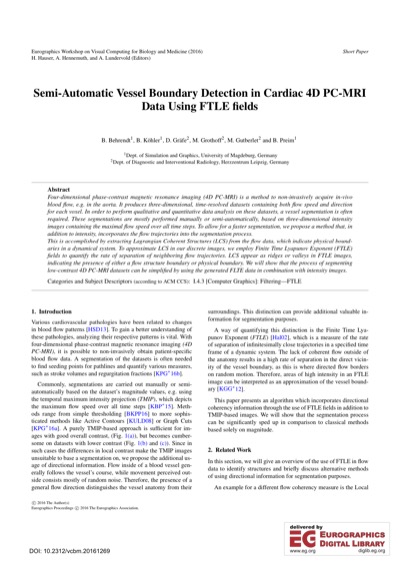 Eurographics Workshop on Visual Computing for Biology and Medicine (2016)
H. Hauser, A. Hennemuth, and A. Lundervold (Editors)
Short Paper
Semi-Automatic Vessel Boundary Detection in Cardiac 4D PC-MRI
Data Using FTLE fields
B. Behrendt1, B. Köhler1, D. Gräfe2, M. Grothoff2, M. Gutberlet2 and B. Preim1
1Dept. of Simulation and Graphics, University of Magdeburg, Germany
2Dept. of Diagnostic and Interventional Radiology, Herzzentrum Leipzig, Germany
Abstract
Four-dimensional phase-contrast magnetic resonance imaging (4D PC-MRI) is a method to non-invasively acquire in-vivo
blood flow, e.g. in the aorta. It produces three-dimensional, time-resolved datasets containing both flow speed and direction
for each voxel. In order to perform qualitative and quantitative data analysis on these datasets, a vessel segmentation is often
required. These segmentations are mostly performed manually or semi-automatically, based on three-dimensional intensity
images containing the maximal flow speed over all time steps. To allow for a faster segmentation, we propose a method that, in
addition to intensity, incorporates the flow trajectories into the segmentation process.
This is accomplished by extracting Lagrangian Coherent Structures (LCS) from the flow data, which indicate physical bound-
aries in a dynamical system. To approximate LCS in our discrete images, we employ Finite Time Lyapunov Exponent (FTLE)
fields to quantify the rate of separation of neighboring flow trajectories. LCS appear as ridges or valleys in FTLE images,
indicating the presence of either a flow structure boundary or physical boundary. We will show that the process of segmenting
low-contrast 4D PC-MRI datasets can be simplified by using the generated FTLE data in combination with intensity images.
Categories and Subject Descriptors (according to ACM CCS): I.4.3 [Computer Graphics]: Filtering—FTLE
1. Introduction
Various cardiovascular pathologies have been related to changes
in blood flow patterns [HSD13]. To gain a better understanding of
these pathologies, analyzing their respective patterns is vital. With
four-dimensional phase-contrast magnetic resonance imaging (4D
PC-MRI), it is possible to non-invasively obtain patient-specific
blood flow data. A segmentation of the datasets is often needed
to find seeding points for pathlines and quantify various measures,
such as stroke volumes and regurgitation fractions [KPG*16b].
Commonly, segmentations are carried out manually or semi-
automatically based on the dataset's magnitude values, e.g. using
the temporal maximum intensity projection (TMIP), which depicts
the maximum flow speed over all time steps [KBP*15]. Meth-
ods range from simple thresholding [BKPP16] to more sophis-
ticated methods like Active Contours [KULD08] or Graph Cuts
[KPG*16a]. A purely TMIP-based approach is sufficient for im-
ages with good overall contrast, (Fig. 1(a)), but becomes cumber-
some on datasets with lower contrast (Fig. 1(b) and c)). Since in
such cases the differences in local contrast make the TMIP images
unsuitable to base a segmentation on, we propose the additional us-
age of directional information. Flow inside of a blood vessel gen-
erally follows the vessel's course, while movement perceived out-
side consists mostly of random noise. Therefore, the presence of a
general flow direction distinguishes the vessel anatomy from their
surroundings. This distinction can provide additional valuable in-
formation for segmentation purposes.
A way of quantifying this distinction is the Finite Time Lya-
punov Exponent (FTLE) [Hal02], which is a measure of the rate
of separation of infinitesimally close trajectories in a specified time
frame of a dynamic system. The lack of coherent flow outside of
the anatomy results in a high rate of separation in the direct vicin-
ity of the vessel boundary, as this is where directed flow borders
on random motion. Therefore, areas of high intensity in an FTLE
image can be interpreted as an approximation of the vessel bound-
ary [KGG*12].
This paper presents an algorithm which incorporates directional
coherency information through the use of FTLE fields in addition to
TMIP-based images. We will show that the segmentation process
can be significantly sped up in comparison to classical methods
based solely on magnitude.
2. Related Work
In this section, we will give an overview of the use of FTLE in flow
data to identify structures and briefly discuss alternative methods
of using directional information for segmentation purposes.
An example for a different flow coherency measure is the Local
© 2016 The Author(s)
Eurographics Proceedings © 2016 The Eurographics Association.
DOI: 10.2312/vcbm.20161269
delivered by
EG EUROGRAPHICS
DIGITAL LIBRARY
www.eg.org
diglib.eg.org